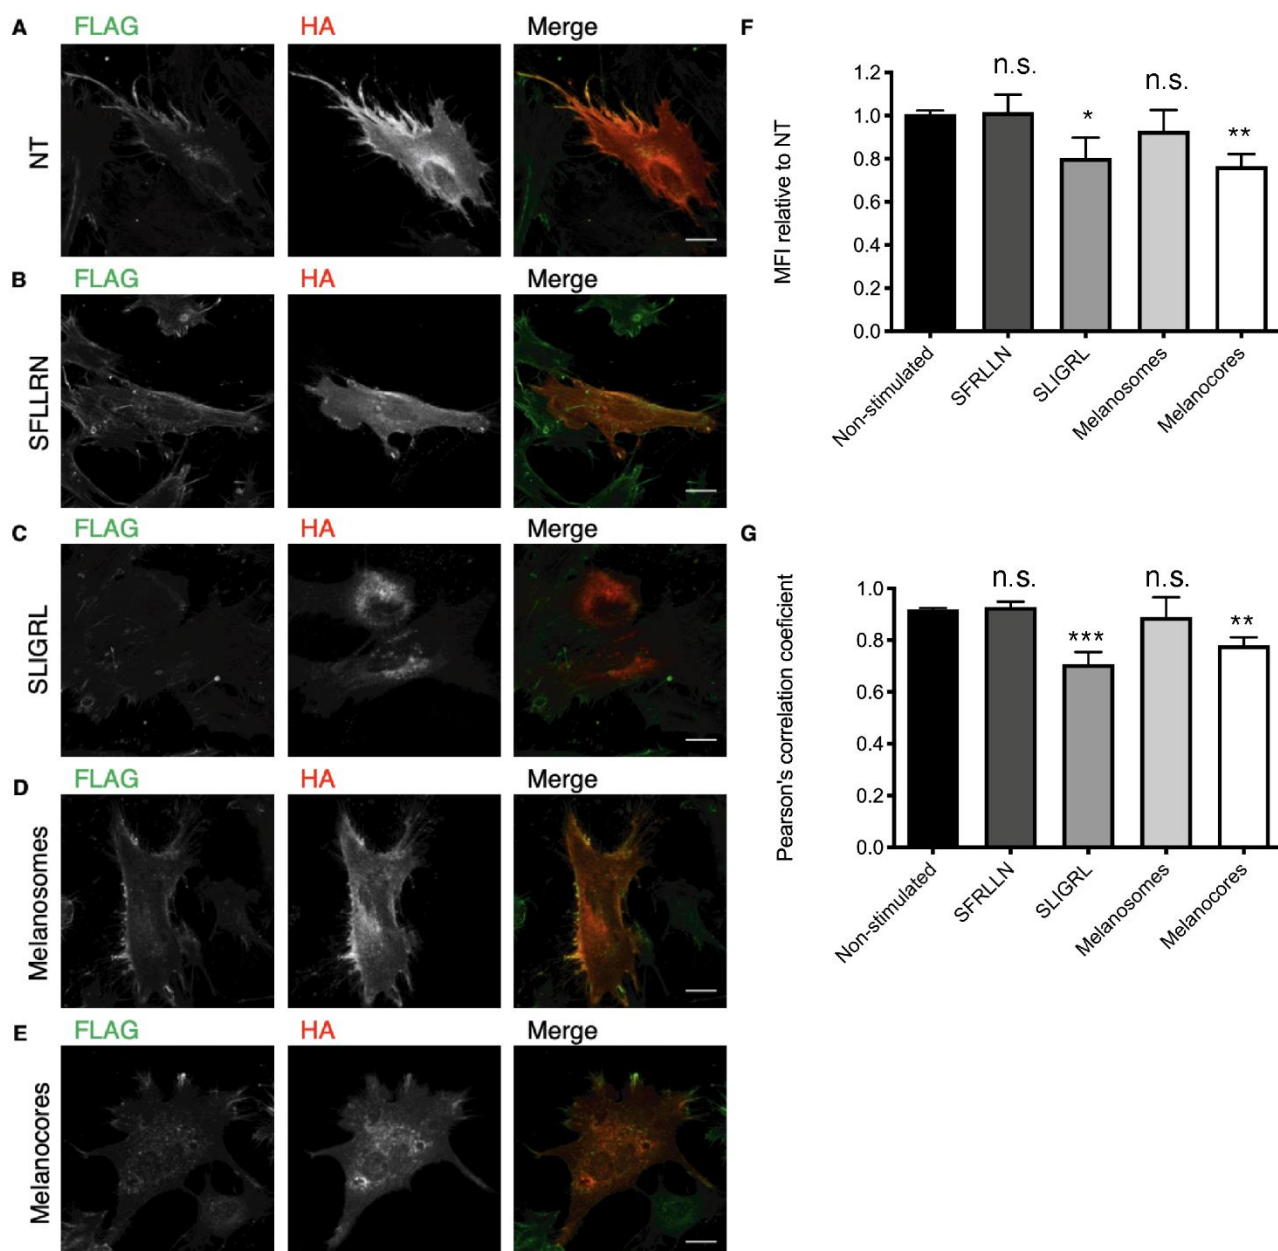 A FLAG HA Merge
NT
B FLAG HA Merge
SFLLRN
C FLAG HA Merge
SLIGRL
D FLAG HA Merge
Melanosomes
E FLAG HA Merge
Melanocores
F
MFI relative to NT
1.2
1.0
0.8
0.6
0.4
0.2
0.0
n.s.
*
n.s.
**
Non-stimulated
SFRLLN
SLIGRL
Melanosomes
Melanocores
G
Pearson's correlation coeficient
1.0
0.8
0.6
0.4
0.2
0.0
n.s.
***
n.s.
**
Non-stimulated
SFRLLN
SLIGRL
Melanosomes
Melanocores